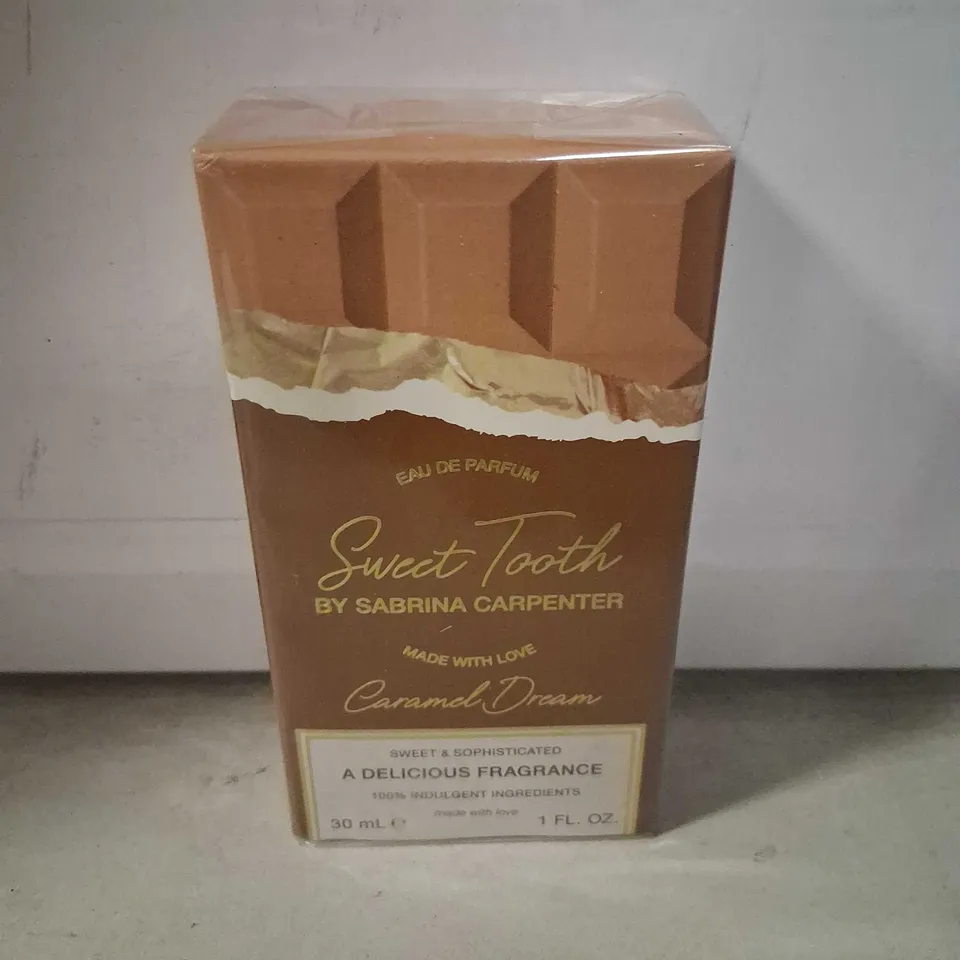 EAU DE PARFUM
Sweet Tooth
BY SABRINA CARPENTER
MADE WITH LOVE
Caramel Dream
SWEET & SOPHISTICATED
A DELICIOUS FRAGRANCE
100% INDULGENT INGREDIENTS
made with love
30 mL ℮ 1 FL. OZ.